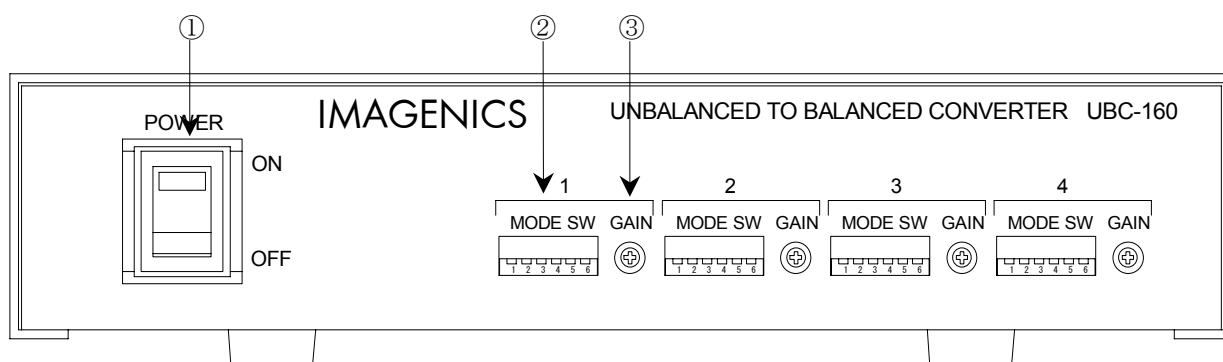 ① ② ③
IMAGENICS UNBALANCED TO BALANCED CONVERTER UBC-160
POWER
ON
OFF
1 2 3 4
MODE SW GAIN MODE SW GAIN MODE SW GAIN MODE SW GAIN
1 2 3 4 5 6 1 2 3 4 5 6 1 2 3 4 5 6 1 2 3 4 5 6